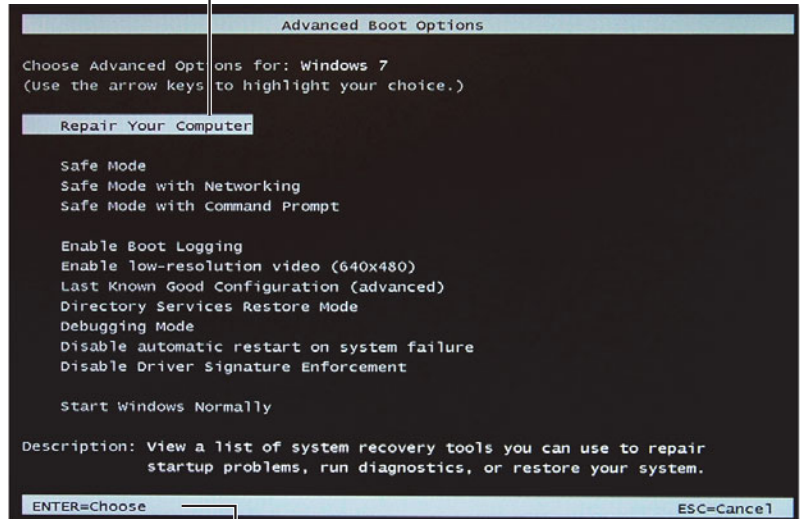 Advanced Boot Options
Choose Advanced Options for: Windows 7
(Use the arrow keys to highlight your choice.)
Repair Your Computer
Safe Mode
Safe Mode with Networking
Safe Mode with Command Prompt
Enable Boot Logging
Enable low-resolution video (640x480)
Last Known Good Configuration (advanced)
Directory Services Restore Mode
Debugging Mode
Disable automatic restart on system failure
Disable Driver Signature Enforcement
Start Windows Normally
Description: View a list of system recovery tools you can use to repair
startup problems, run diagnostics, or restore your system.
ENTER=Choose ESC=Cancel